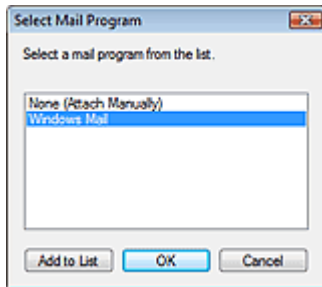 Select Mail Program
Select a mail program from the list.
None (Attach Manually)
Windows Mail
Add to List
OK
Cancel